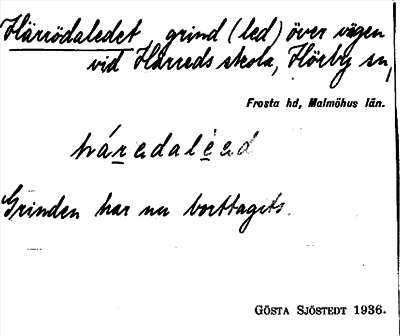 Härrödaledet, grind (led) över vägen
vid Härreds skola, Hörby sn,
Frosta hd, Malmöhus län.
háradalèad
Grinden har nu borttagits.
GÖSTA SJÖSTEDT 1936.